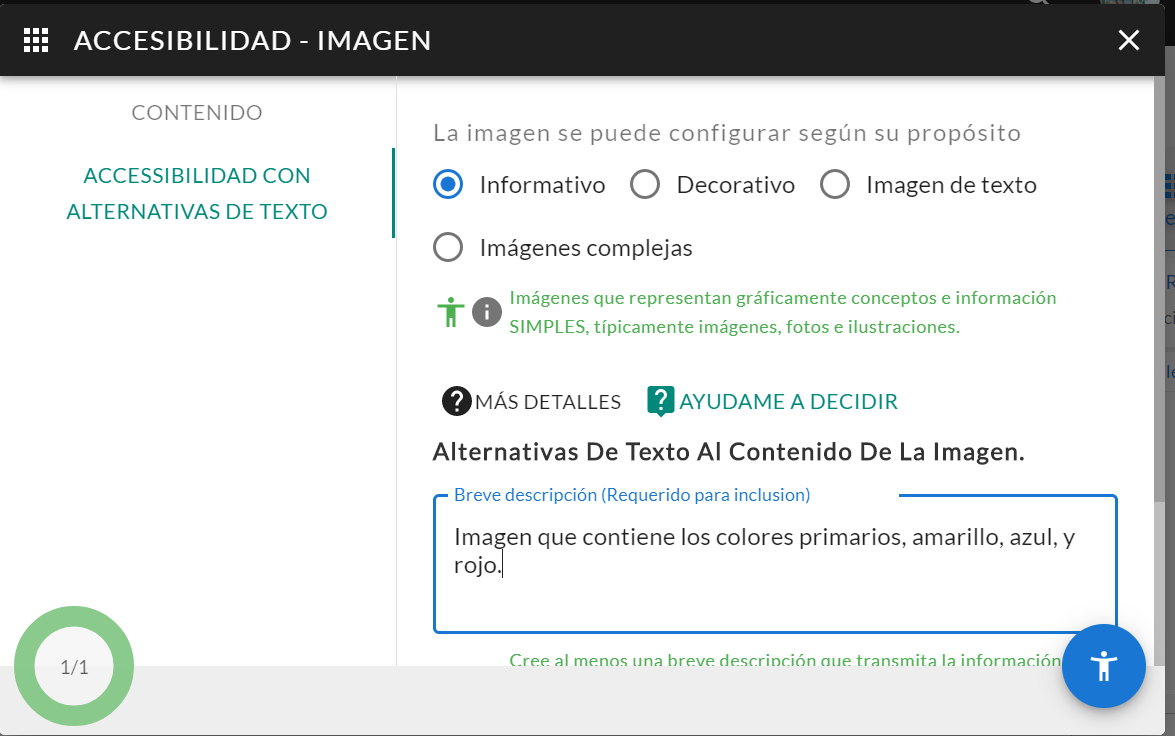 ACCESIBILIDAD - IMAGEN
CONTENIDO
ACCESSIBILIDAD CON
ALTERNATIVAS DE TEXTO
La imagen se puede configurar según su propósito
Informativo Decorativo Imagen de texto
Imágenes complejas
Imágenes que representan gráficamente conceptos e información
SIMPLES, típicamente imágenes, fotos e ilustraciones.
MÁS DETALLES AYUDAME A DECIDIR
Alternativas De Texto Al Contenido De La Imagen.
Breve descripción (Requerido para inclusion)
Imagen que contiene los colores primarios, amarillo, azul, y
rojo.
Cree al menos una breve descripción que transmita la información
1/1